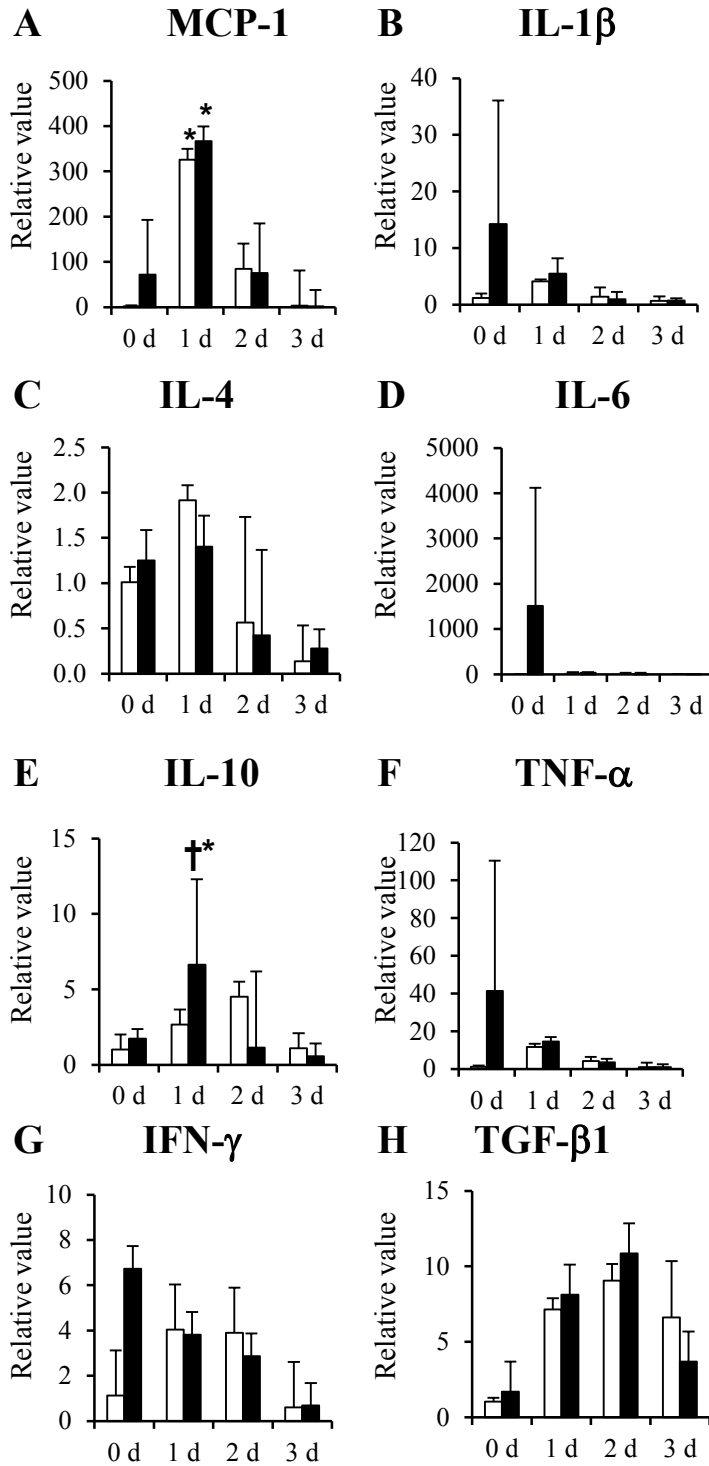 A MCP-1
Relative value
500
400
300
200
100
0
* *
0 d 1 d 2 d 3 d
B IL-1β
Relative value
40
30
20
10
0
0 d 1 d 2 d 3 d
C IL-4
Relative value
2.5
2.0
1.5
1.0
0.5
0.0
0 d 1 d 2 d 3 d
D IL-6
Relative value
5000
4000
3000
2000
1000
0
0 d 1 d 2 d 3 d
E IL-10
Relative value
15
10
5
0
†*
0 d 1 d 2 d 3 d
F TNF-α
Relative value
120
100
80
60
40
20
0
0 d 1 d 2 d 3 d
G IFN-γ
Relative value
10
8
6
4
2
0
0 d 1 d 2 d 3 d
H TGF-β1
Relative value
15
10
5
0
0 d 1 d 2 d 3 d